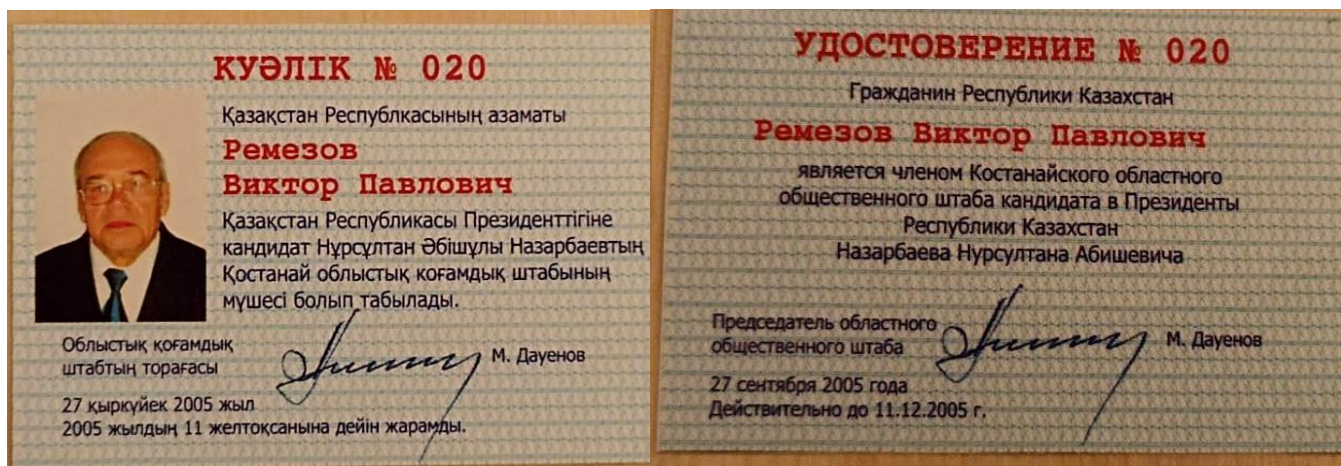 КУӘЛІК № 020
Қазақстан Республкасының азаматы
Ремезов
Виктор Павлович
Қазақстан Республикасы Президенттігіне
кандидат Нұрсұлтан Әбішұлы Назарбаевтың
Қостанай облыстық коғамдық штабының
мүшесі болып табылады.
Облыстық қоғамдық
штабтың торағасы
М. Дауенов
27 қыркүйек 2005 жыл
2005 жылдың 11 желтоқсанына дейін жарамды.
УДОСТОВЕРЕНИЕ № 020
Гражданин Республики Казахстан
Ремезов Виктор Павлович
является членом Костанайского областного
общественного штаба кандидата в Президенты
Республики Казахстан
Назарбаева Нурсултана Абишевича
Председатель областного
общественного штаба
М. Дауенов
27 сентября 2005 года
Действительно до 11.12.2005 г.